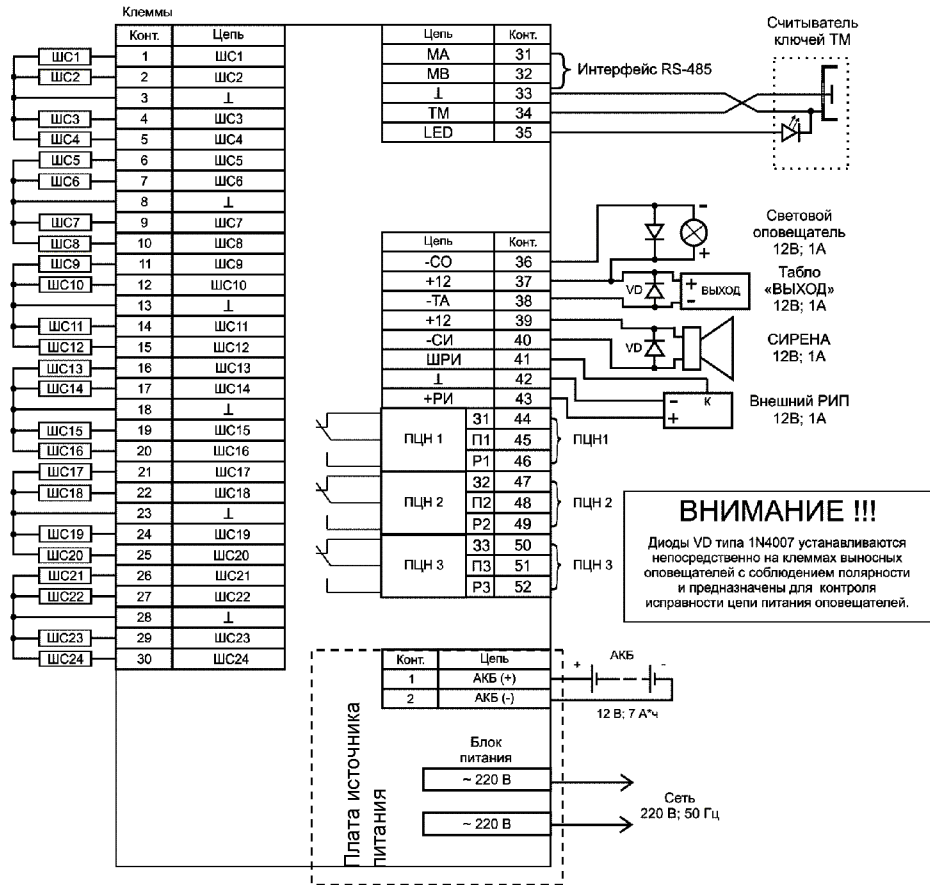 Клеммы
Конт. Цепь
ШС1 1 ШС1
ШС2 2 ШС2
3 ⊥
ШС3 4 ШС3
ШС4 5 ШС4
ШС5 6 ШС5
ШС6 7 ШС6
8 ⊥
ШС7 9 ШС7
ШС8 10 ШС8
ШС9 11 ШС9
ШС10 12 ШС10
13 ⊥
ШС11 14 ШС11
ШС12 15 ШС12
ШС13 16 ШС13
ШС14 17 ШС14
18 ⊥
ШС15 19 ШС15
ШС16 20 ШС16
ШС17 21 ШС17
ШС18 22 ШС18
23 ⊥
ШС19 24 ШС19
ШС20 25 ШС20
ШС21 26 ШС21
ШС22 27 ШС22
28 ⊥
ШС23 29 ШС23
ШС24 30 ШС24
Цепь Конт.
МА 31
МВ 32
⊥ 33
ТМ 34
LED 35
Интерфейс RS-485
Считыватель
ключей ТМ
Цепь Конт.
-СО 36
+12 37
-ТА 38
+12 39
-СИ 40
ШРИ 41
⊥ 42
+РИ 43
- +
Световой
оповещатель
12В; 1А
VD + - ВЫХОД
Табло
«ВЫХОД»
12В; 1А
VD
СИРЕНА
12В; 1А
- + К
Внешний РИП
12В; 1А
ПЦН 1
З1 44
П1 45
Р1 46
ПЦН1
ПЦН 2
З2 47
П2 48
Р2 49
ПЦН 2
ПЦН 3
З3 50
П3 51
Р3 52
ПЦН 3
ВНИМАНИЕ !!!
Диоды VD типа 1N4007 устанавливаются
непосредственно на клеммах выносных
оповещателей с соблюдением полярности
и предназначены для контроля
исправности цепи питания оповещателей.
Конт. Цепь
1 АКБ (+)
2 АКБ (-)
+ АКБ -
12 В; 7 А*ч
Плата источника
питания
Блок
питания
~ 220 В
~ 220 В
Сеть
220 В; 50 Гц